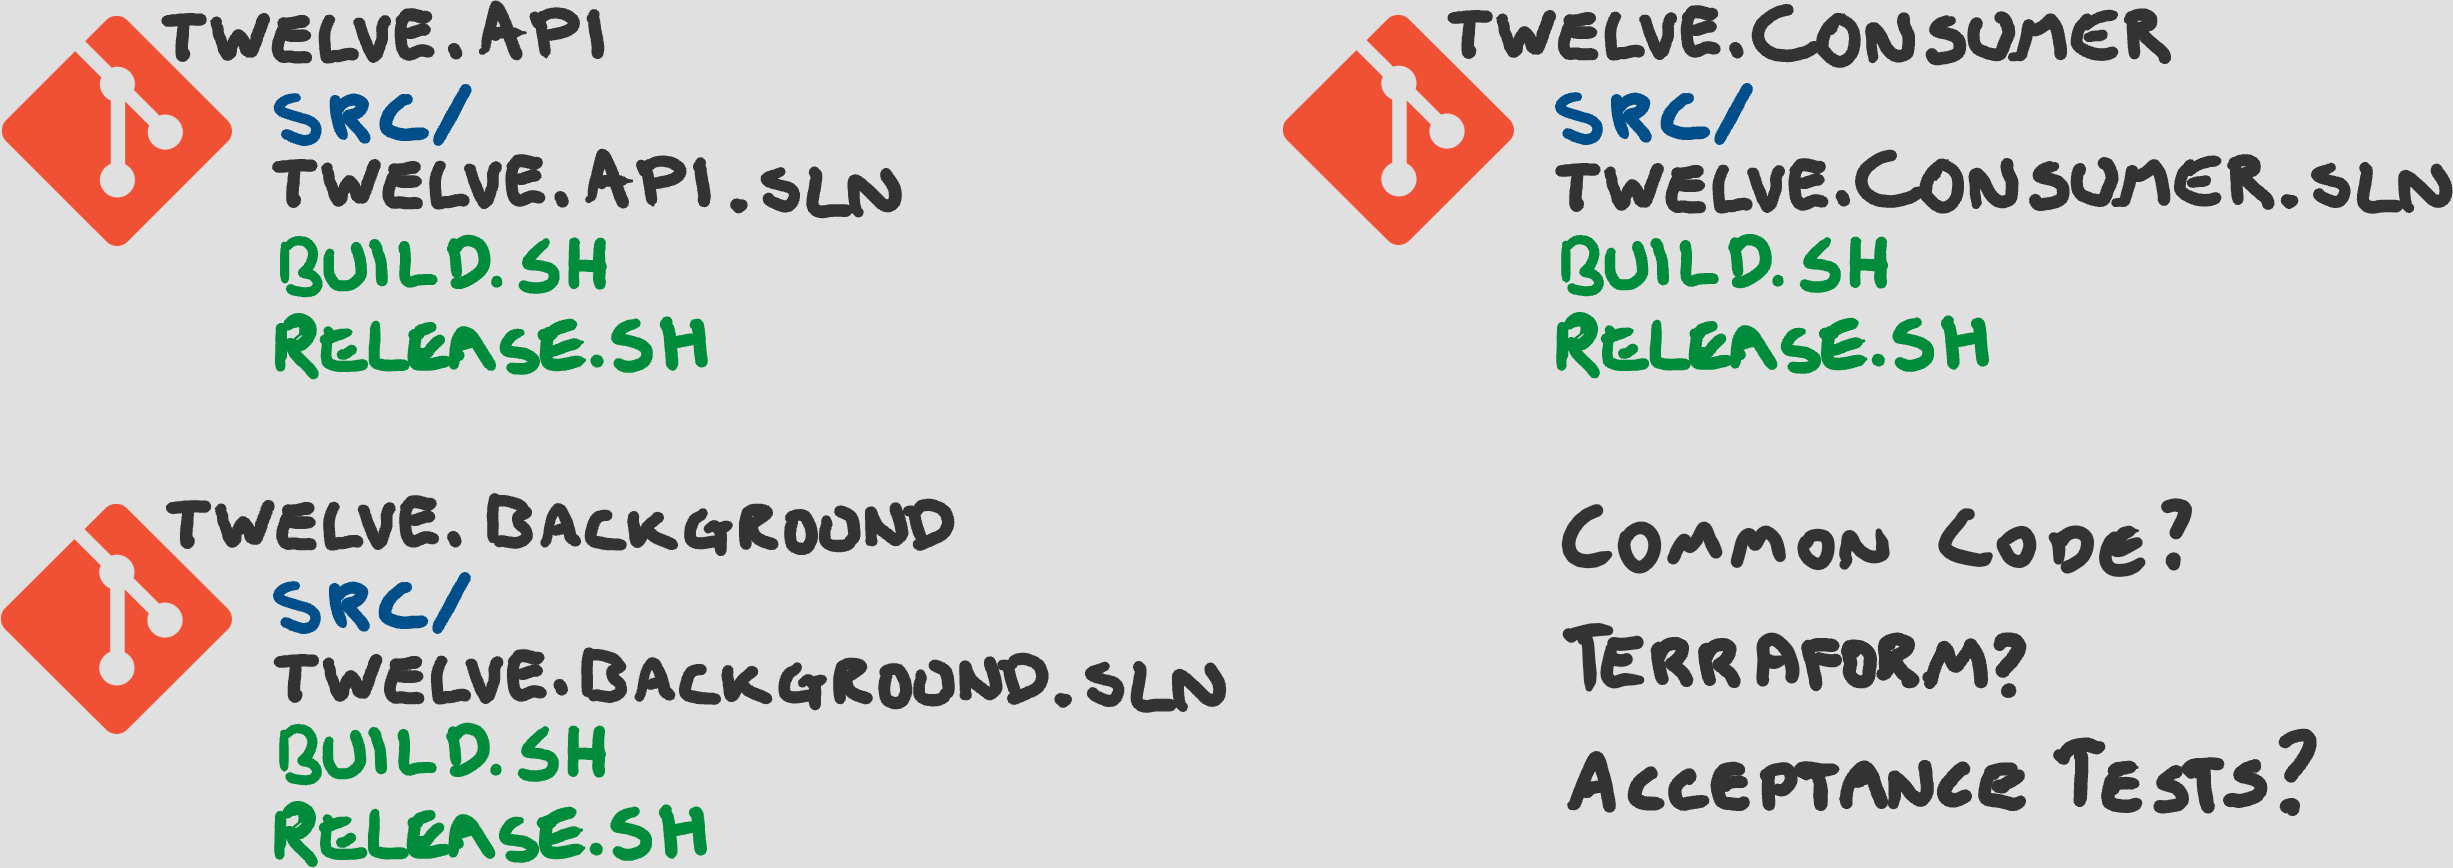 TWELVE.API
SRC/
TWELVE.API.SLN
BUILD.SH
RELEASE.SH
TWELVE.CONSUMER
SRC/
TWELVE.CONSUMER.SLN
BUILD.SH
RELEASE.SH
TWELVE.BACKGROUND
SRC/
TWELVE.BACKGROUND.SLN
BUILD.SH
RELEASE.SH
COMMON CODE?
TERRAFORM?
ACCEPTANCE TESTS?